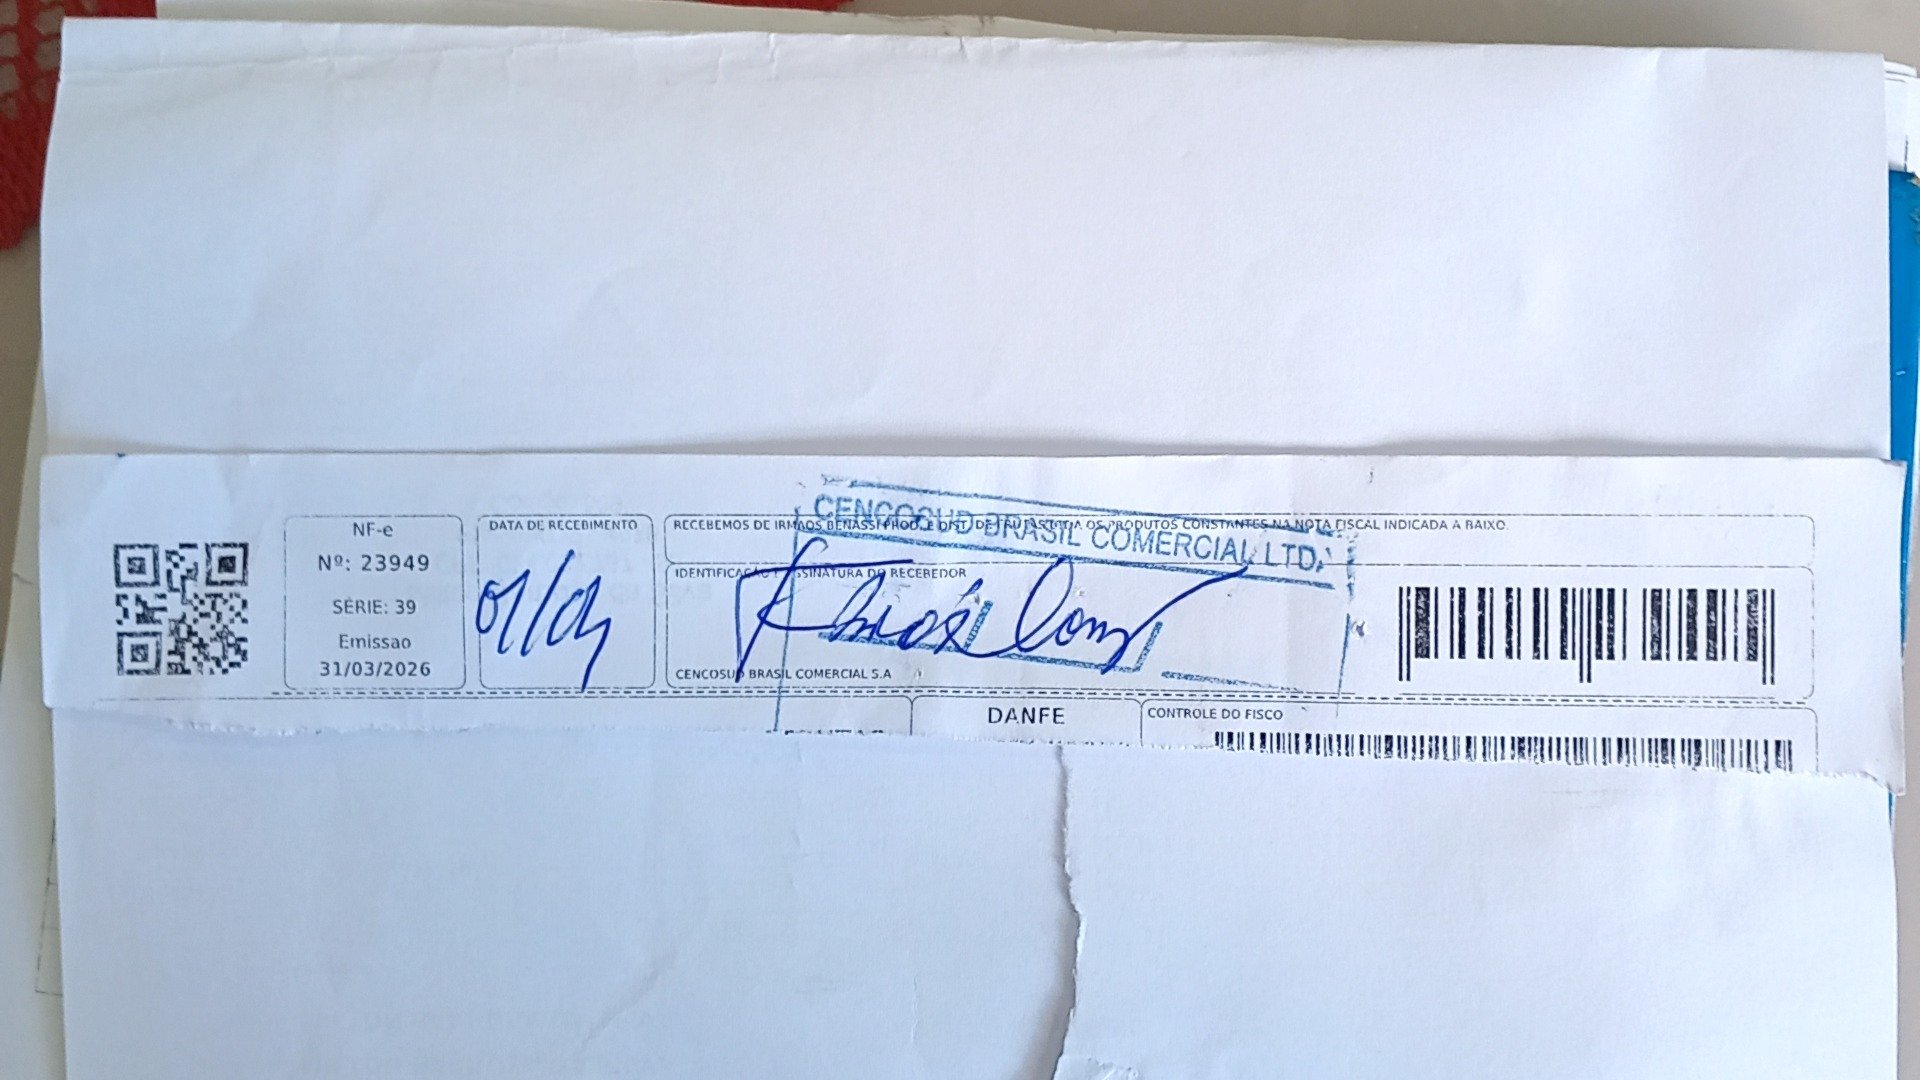 NF-e
Nº: 23949
SÉRIE: 39
Emissao
31/03/2026
DATA DE RECEBIMENTO
01/04
RECEBEMOS DE IRMAOS BENASSI PROD. E DIST. DE FRUTAS LTDA OS PRODUTOS CONSTANTES NA NOTA FISCAL INDICADA A BAIXO.
CENCOSUD BRASIL COMERCIAL LTD.
IDENTIFICAÇÃO E ASSINATURA DO RECEBEDOR
CENCOSUD BRASIL COMERCIAL S.A
DANFE
CONTROLE DO FISCO